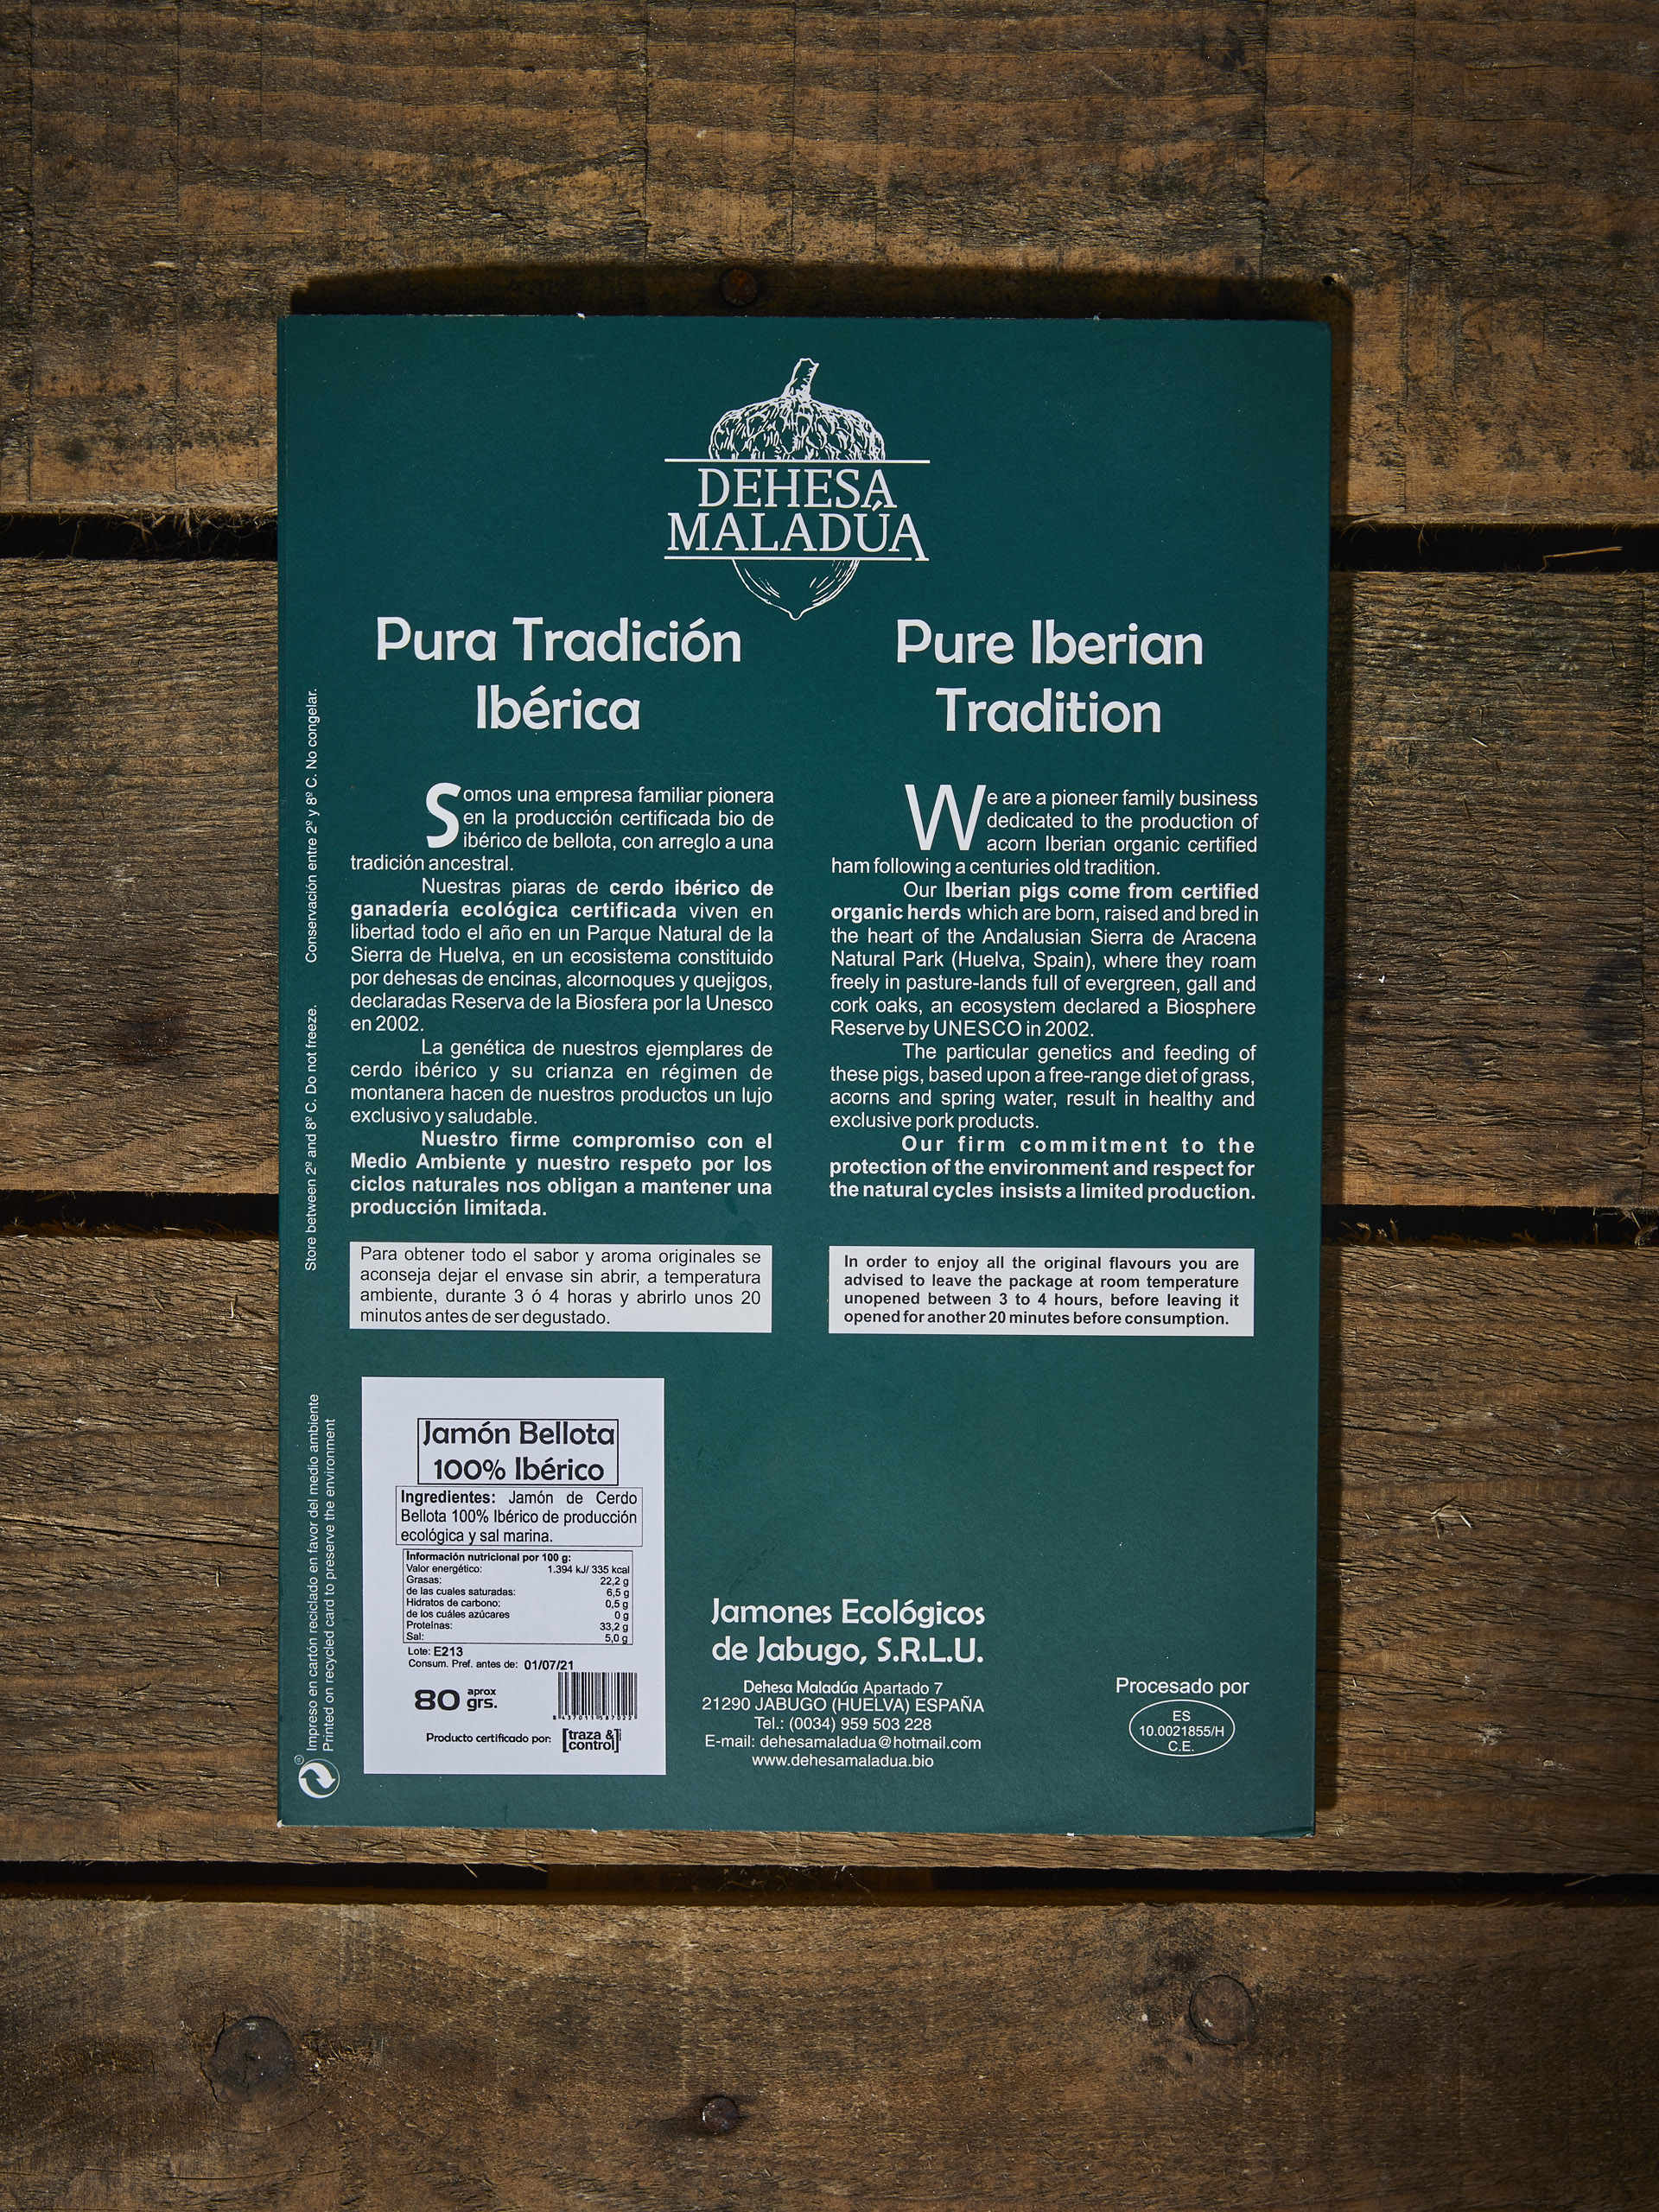 DEHESA
MALADÚA
Pura Tradición
Ibérica
Somos una empresa familiar pionera
en la producción certificada bio de
ibérico de bellota, con arreglo a una
tradición ancestral.
Nuestras piaras de cerdo ibérico de
ganadería ecológica certificada viven en
libertad todo el año en un Parque Natural de la
Sierra de Huelva, en un ecosistema constituido
por dehesas de encinas, alcornoques y quejigos,
declaradas Reserva de la Biosfera por la Unesco
en 2002.
La genética de nuestros ejemplares de
cerdo ibérico y su crianza en régimen de
montanera hacen de nuestros productos un lujo
exclusivo y saludable.
Nuestro firme compromiso con el
Medio Ambiente y nuestro respeto por los
ciclos naturales nos obligan a mantener una
producción limitada.
Para obtener todo el sabor y aroma originales se
aconseja dejar el envase sin abrir, a temperatura
ambiente, durante 3 ó 4 horas y abrirlo unos 20
minutos antes de ser degustado.
Pure Iberian
Tradition
We are a pioneer family business
dedicated to the production of
acorn Iberian organic certified
ham following a centuries old tradition.
Our Iberian pigs come from certified
organic herds which are born, raised and bred in
the heart of the Andalusian Sierra de Aracena
Natural Park (Huelva, Spain), where they roam
freely in pasture-lands full of evergreen, gall and
cork oaks, an ecosystem declared a Biosphere
Reserve by UNESCO in 2002.
The particular genetics and feeding of
these pigs, based upon a free-range diet of grass,
acorns and spring water, result in healthy and
exclusive pork products.
Our firm commitment to the
protection of the environment and respect for
the natural cycles insists a limited production.
In order to enjoy all the original flavours you are
advised to leave the package at room temperature
unopened between 3 to 4 hours, before leaving it
opened for another 20 minutes before consumption.
Store between 2º and 8º C. Do not freeze. Conservación entre 2º y 8º C. No congelar.
Impreso en cartón reciclado en favor del medio ambiente
Printed on recycled card to preserve the environment
®
Jamón Bellota
100% Ibérico
Ingredientes: Jamón de Cerdo
Bellota 100% Ibérico de producción
ecológica y sal marina.
Información nutricional por 100 g:
Valor energético: 1.394 kJ/ 335 kcal
Grasas: 22,2 g
de las cuales saturadas: 6,5 g
Hidratos de carbono: 0,5 g
de los cuáles azúcares 0 g
Proteínas: 33,2 g
Sal: 5,0 g
Lote: E213
Consum. Pref. antes de: 01/07/21
80 aprox
grs.
Producto certificado por: [traza &
control]
Jamones Ecológicos
de Jabugo, S.R.L.U.
Dehesa Maladúa Apartado 7
21290 JABUGO (HUELVA) ESPAÑA
Tel.: (0034) 959 503 228
E-mail: dehesamaladua@hotmail.com
www.dehesamaladua.bio
Procesado por
ES
10.0021855/H
C.E.